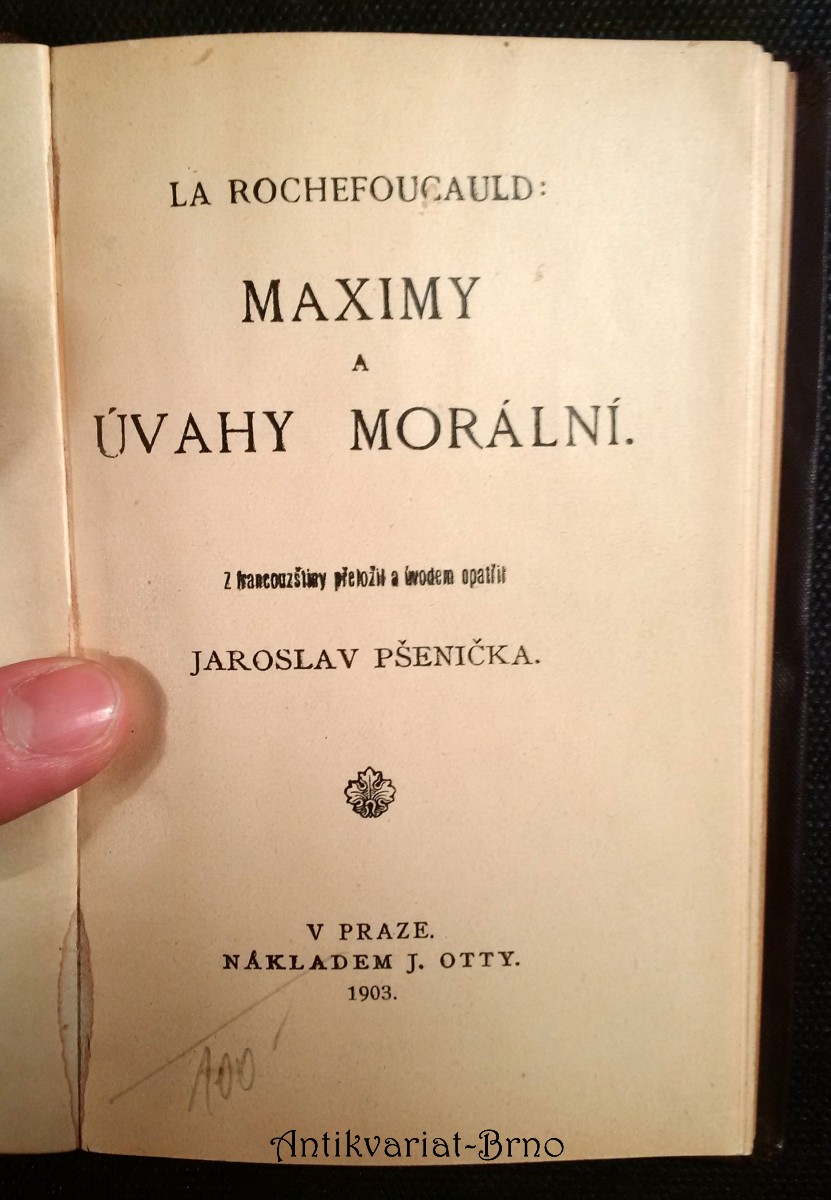 LA ROCHEFOUCAULD:
MAXIMY
A
ÚVAHY MORÁLNÍ.
Z francouzštiny přeložil a úvodem opatřil
JAROSLAV PŠENIČKA.
V PRAZE.
NÁKLADEM J. OTTY.
1903.
100
Antikvariat-Brno